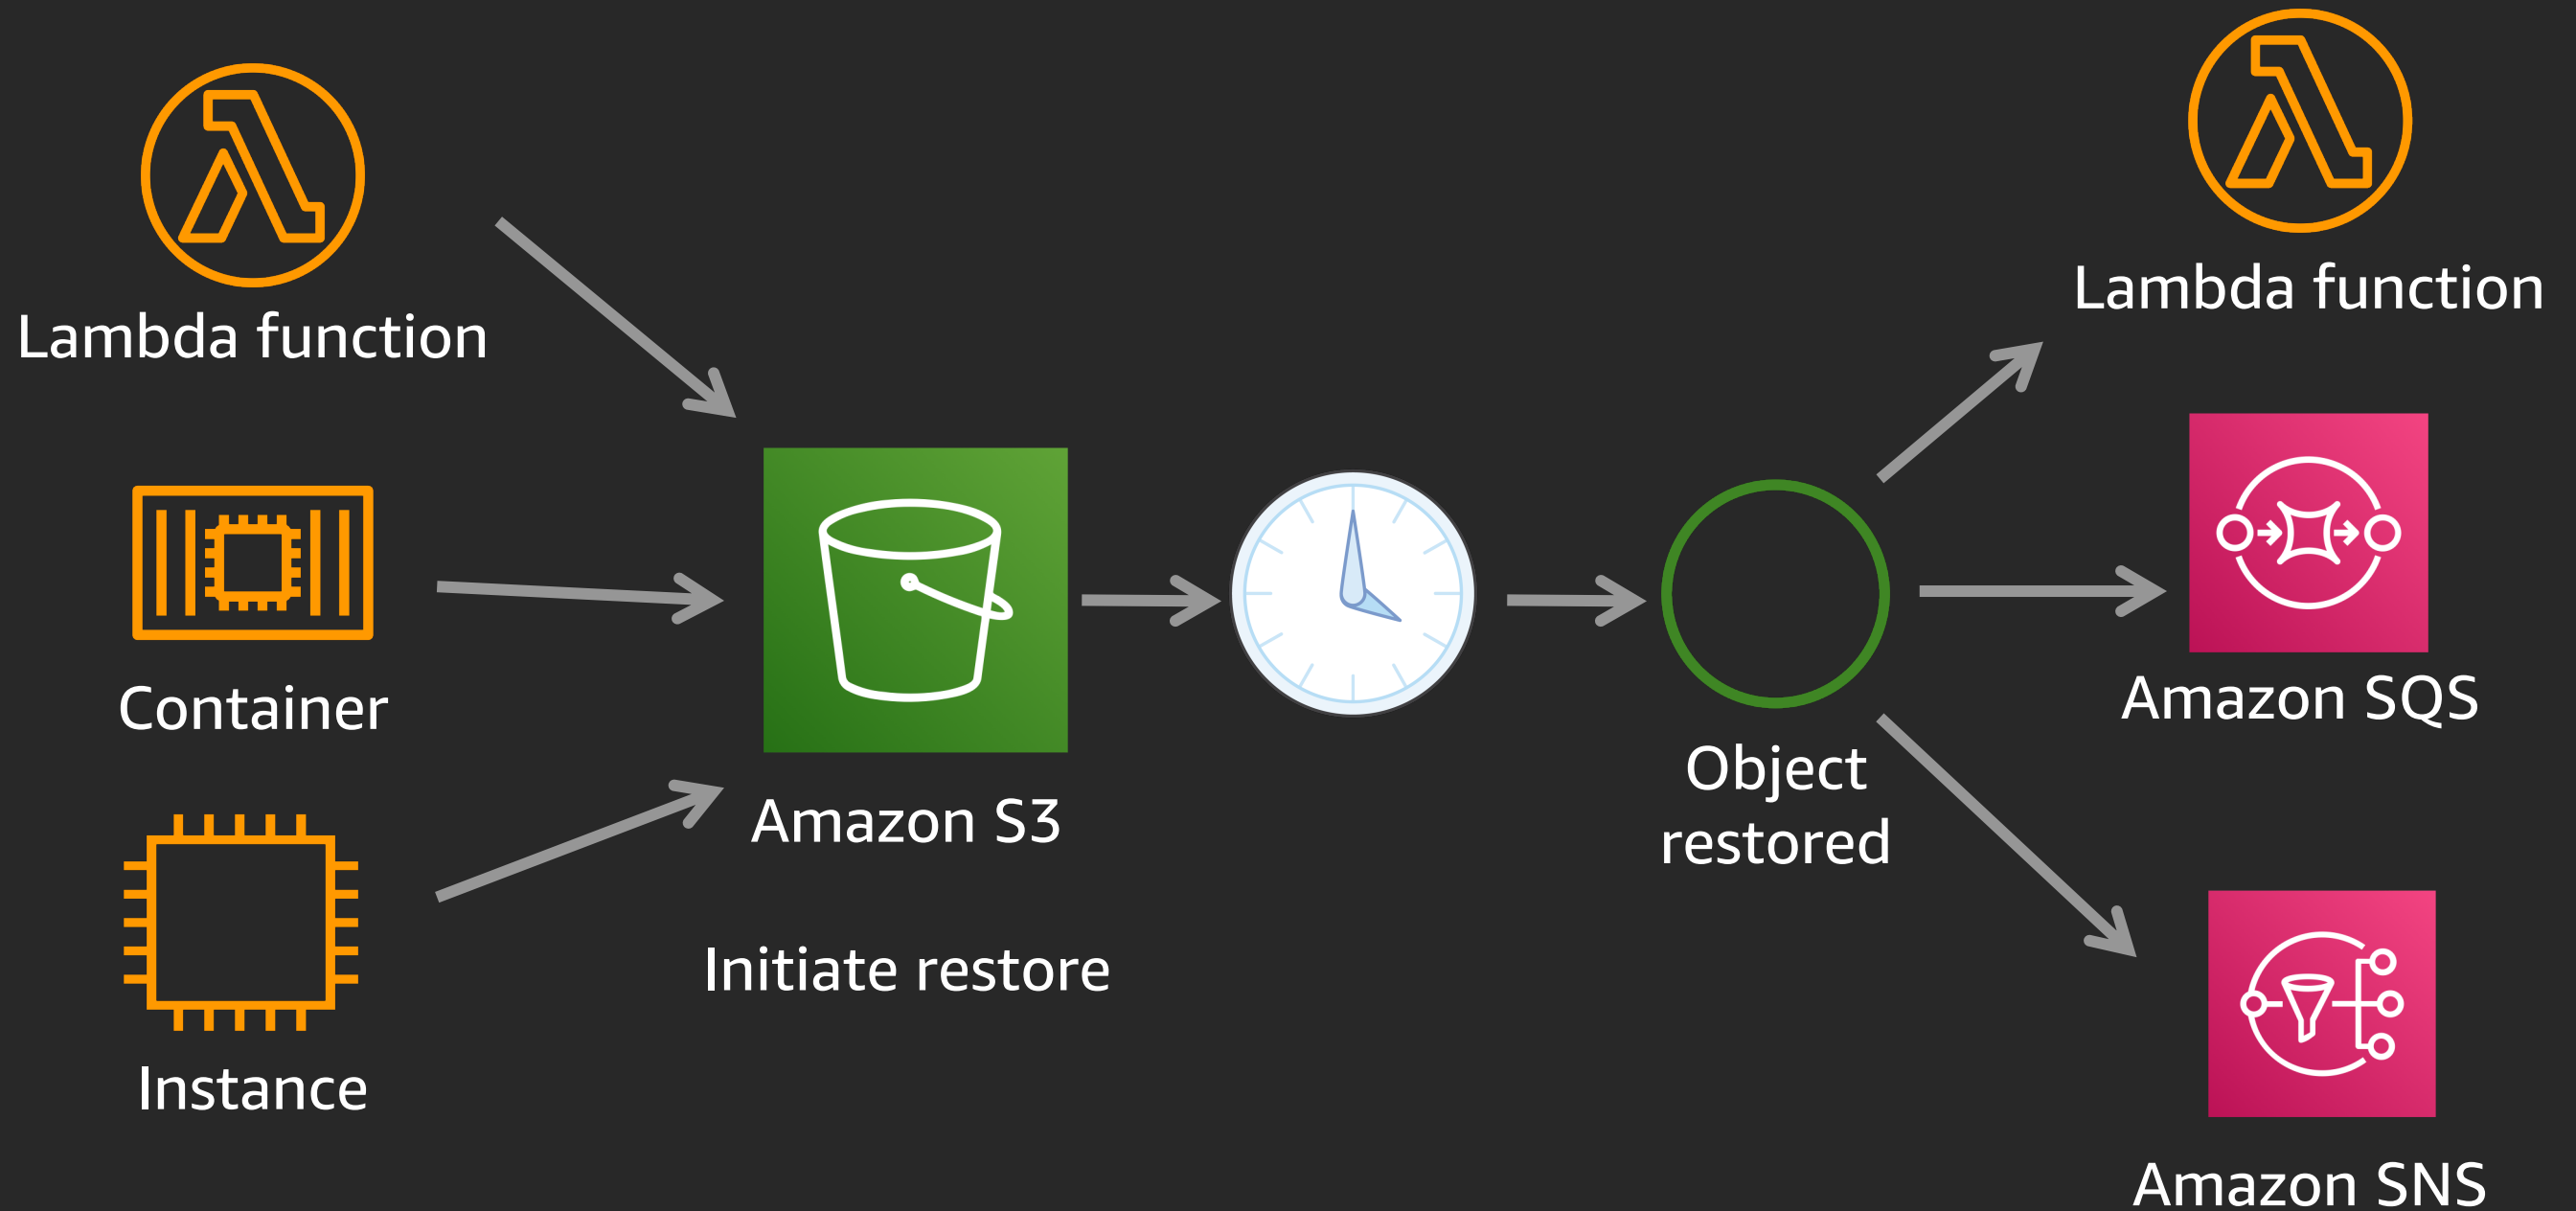 Lambda function
Container
Instance
Amazon S3
Initiate restore
Object
restored
Lambda function
Amazon SQS
Amazon SNS